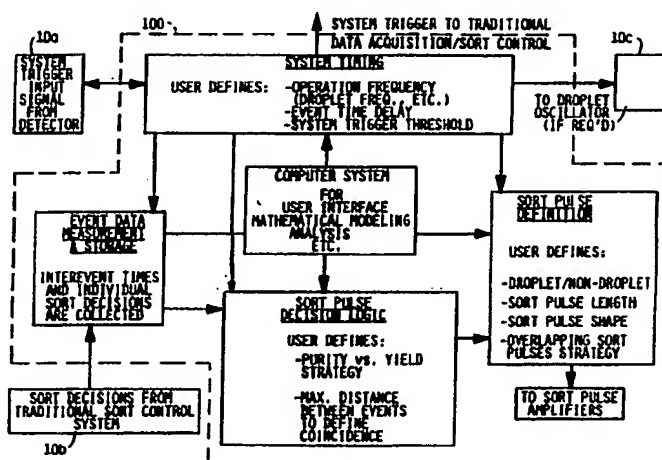 10a
100
SYSTEM TRIGGER TO TRADITIONAL
DATA ACQUISITION/SORT CONTROL
10c
SYSTEM
TRIGGER
INPUT
SIGNAL
FROM
DETECTOR
SYSTEM TIMING
USER DEFINES: -OPERATION FREQUENCY
(DROPLET FREQ., ETC.)
-EVENT TIME DELAY
-SYSTEM TRIGGER THRESHOLD
TO DROPLET
OSCILLATOR
(IF REQ'D)
COMPUTER SYSTEM
FOR
USER INTERFACE
MATHEMATICAL MODELING
ANALYSIS
ETC.
EVENT DATA
MEASUREMENT
& STORAGE
INTEREVENT TIMES
AND INDIVIDUAL
SORT DECISIONS
ARE COLLECTED
SORT PULSE
DEFINITION
USER DEFINES:
-DROPLET/NON-DROPLET
-SORT PULSE LENGTH
-SORT PULSE SHAPE
-OVERLAPPING SORT
PULSES STRATEGY
SORT PULSE
DECISION LOGIC
USER DEFINES:
-PURITY vs. YIELD
STRATEGY
-MAX. DISTANCE
BETWEEN EVENTS
TO DEFINE
COINCIDENCE
SORT DECISIONS FROM
TRADITIONAL SORT CONTROL
SYSTEM
10b
TO SORT PULSE
AMPLIFIERS